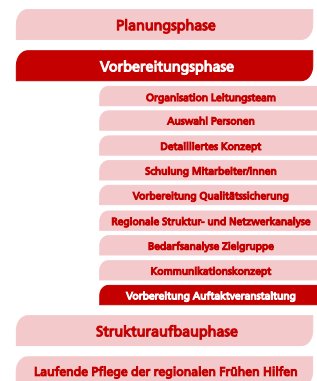 Planungsphase
Vorbereitungsphase
Organisation Leitungsteam
Auswahl Personen
Detailliertes Konzept
Schulung Mitarbeiter/innen
Vorbereitung Qualitätssicherung
Regionale Struktur- und Netzwerkanalyse
Bedarfsanalyse Zielgruppe
Kommunikationskonzept
Vorbereitung Auftaktveranstaltung
Strukturaufbauphase
Laufende Pflege der regionalen Frühen Hilfen